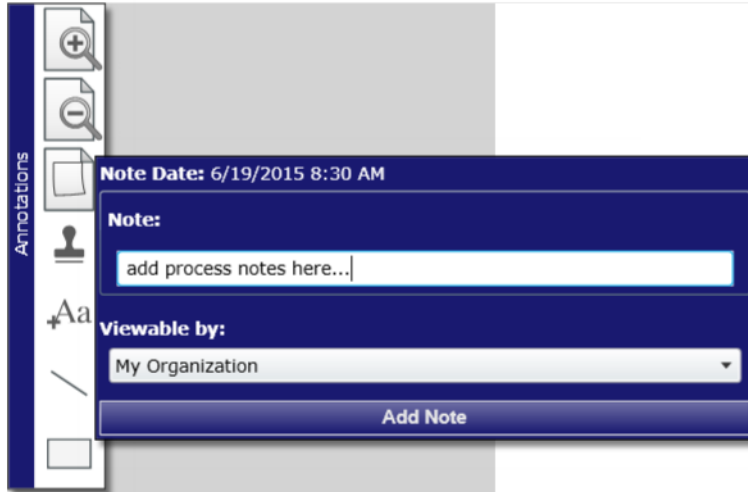 Annotations
Note Date: 6/19/2015 8:30 AM
Note:
add process notes here...
Aa
Viewable by:
My Organization
Add Note